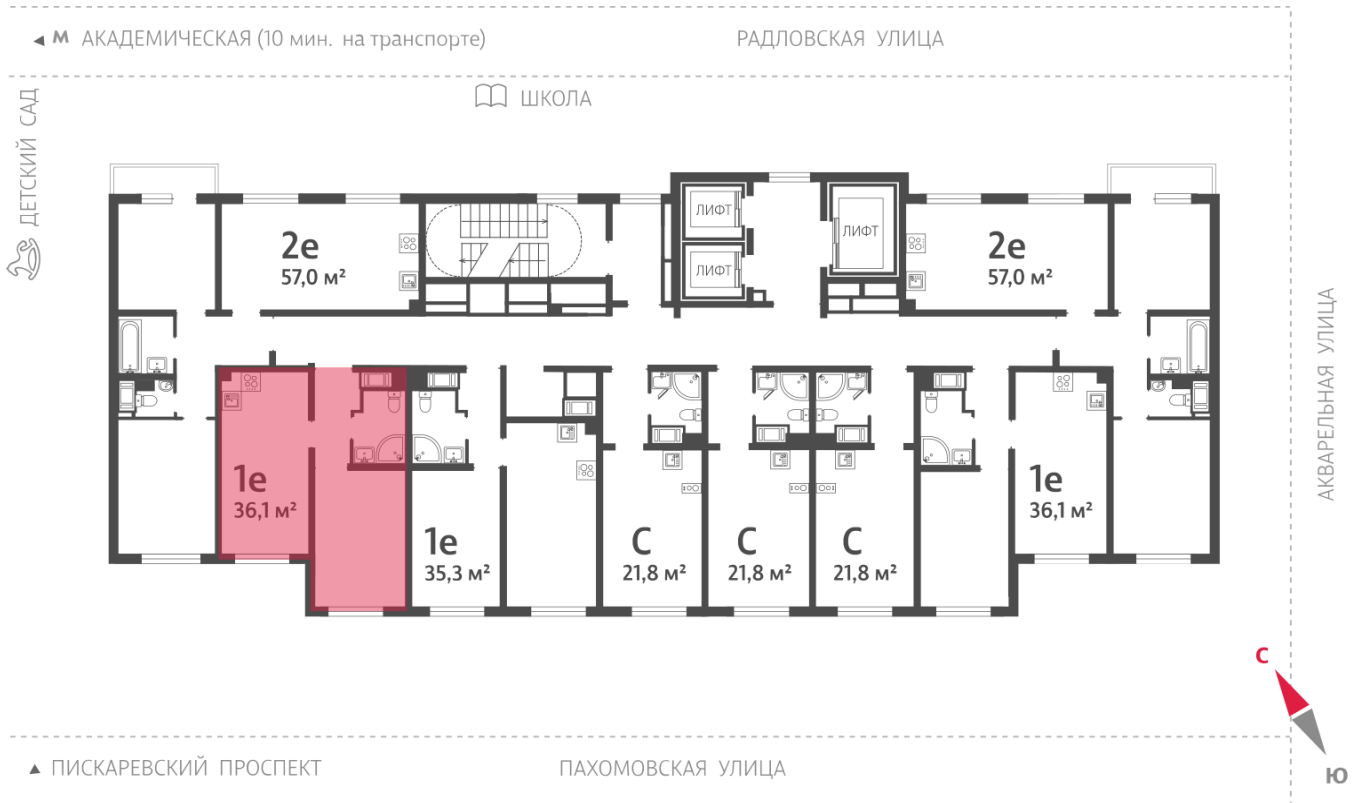 М АКАДЕМИЧЕСКАЯ (10 мин. на транспорте)
РАДЛОВСКАЯ УЛИЦА
ШКОЛА
ДЕТСКИЙ САД
ЛИФТ
ЛИФТ
ЛИФТ
2е
57,0 м²
2е
57,0 м²
АКВАРЕЛЬНАЯ УЛИЦА
1е
36,1 м²
1е
35,3 м²
С
21,8 м²
С
21,8 м²
С
21,8 м²
1е
36,1 м²
С
Ю
ПИСКАРЕВСКИЙ ПРОСПЕКТ
ПАХОМОВСКАЯ УЛИЦА